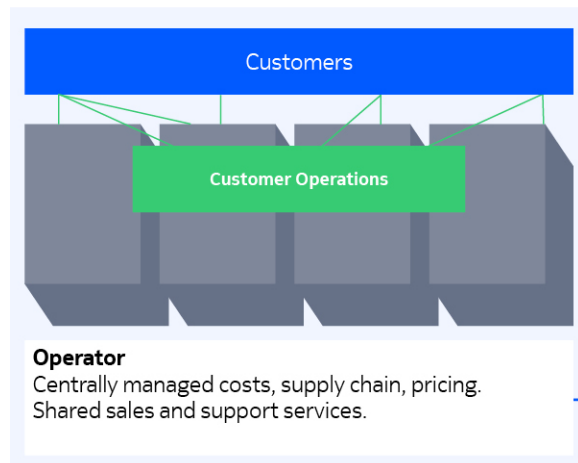 Customers
Customer Operations
Operator
Centrally managed costs, supply chain, pricing.
Shared sales and support services.